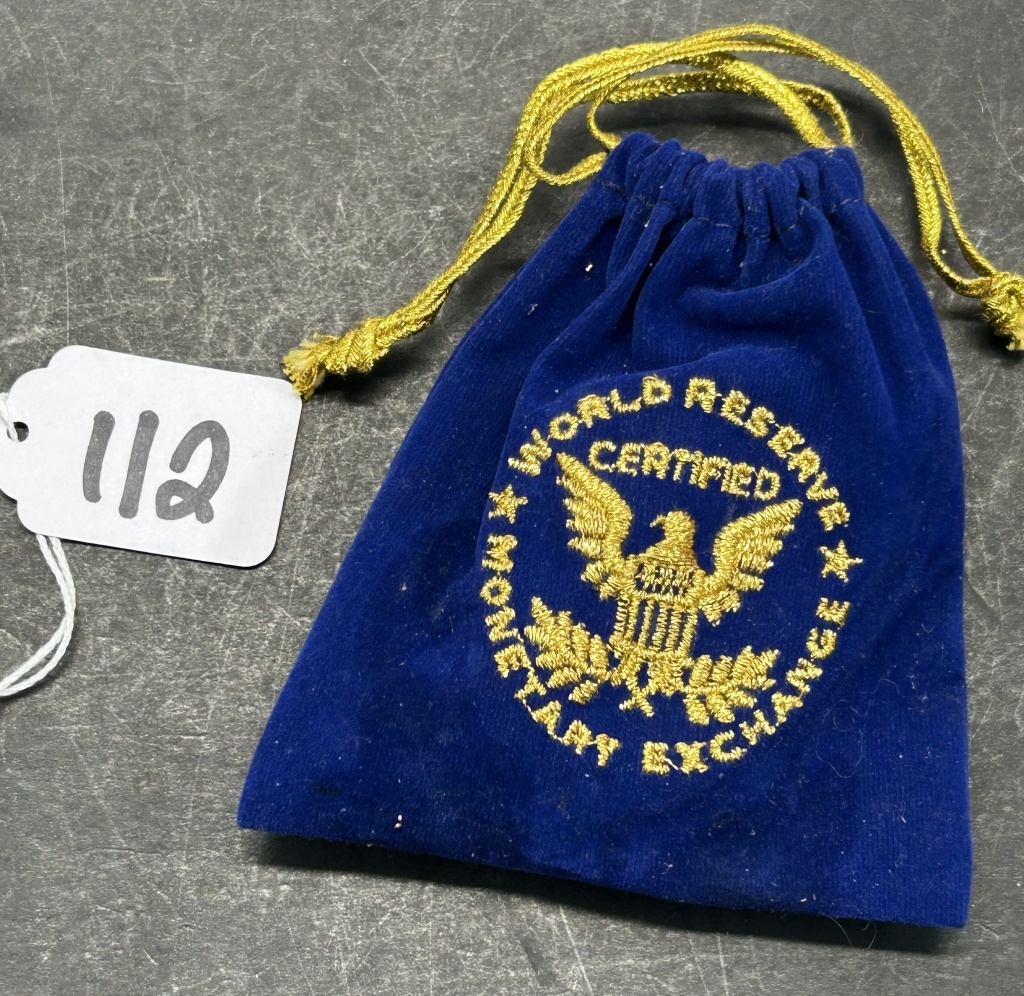 112
WORLD RESERVE
CERTIFIED
MONETARY EXCHANGE